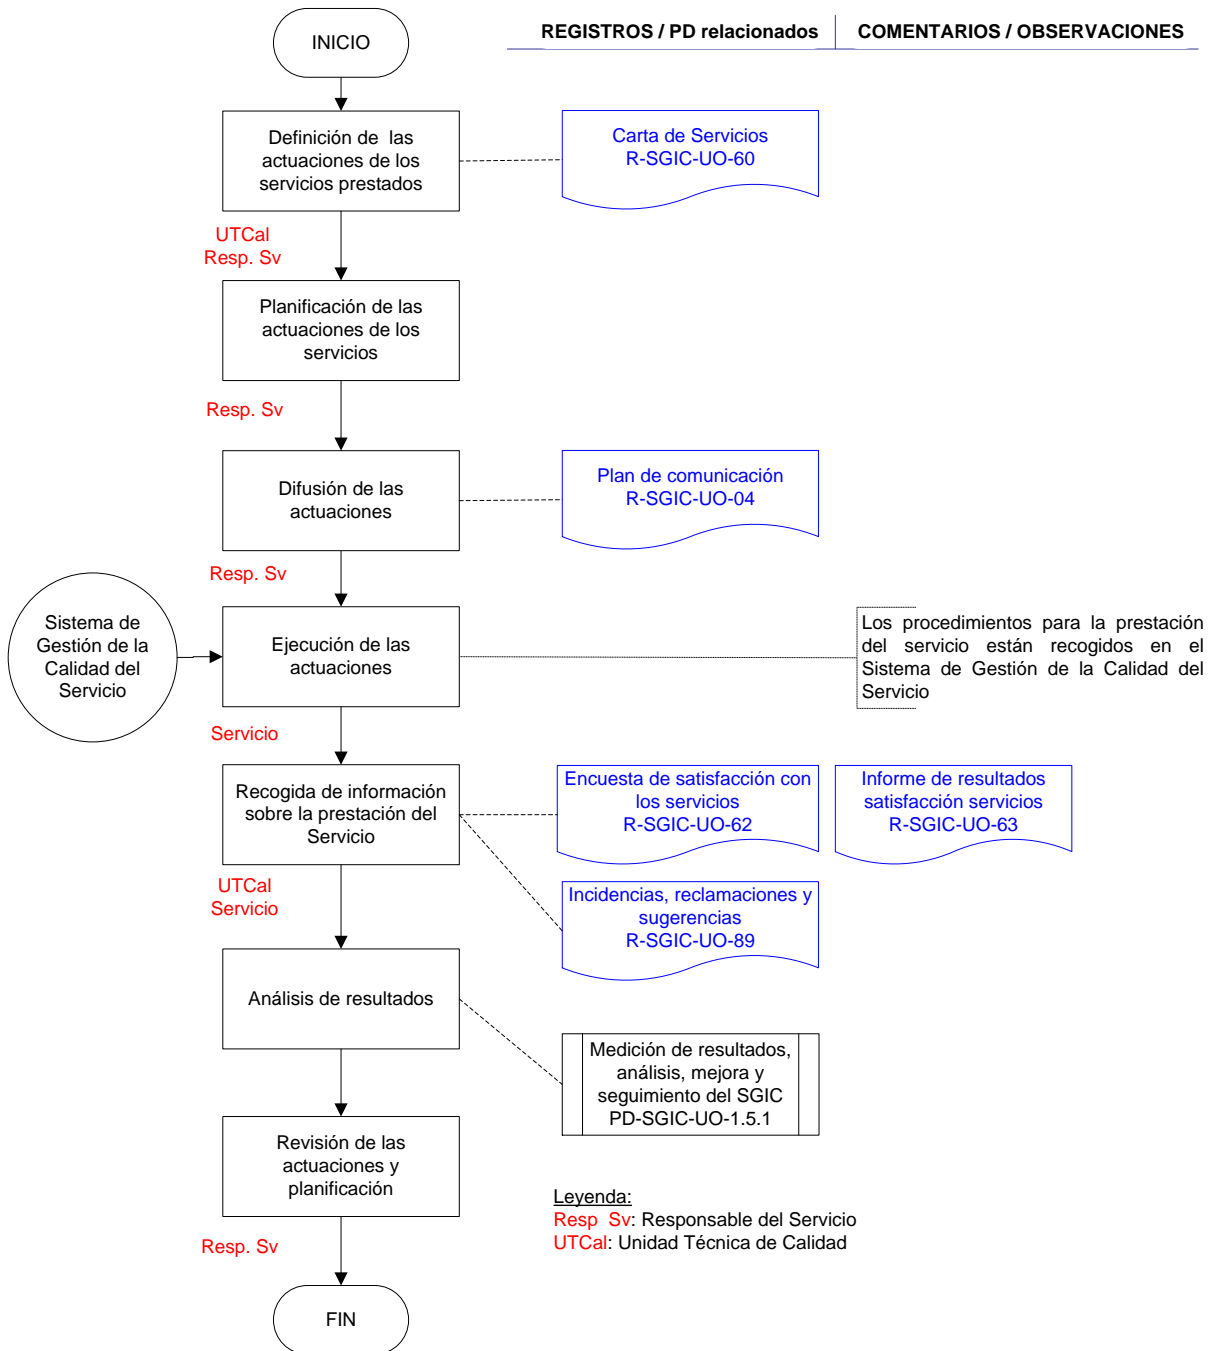 INICIO
REGISTROS / PD relacionados
COMENTARIOS / OBSERVACIONES
Definición de las
actuaciones de los
servicios prestados
Carta de Servicios
R-SGIC-UO-60
UTCal
Resp. Sv
Planificación de las
actuaciones de los
servicios
Resp. Sv
Difusión de las
actuaciones
Plan de comunicación
R-SGIC-UO-04
Resp. Sv
Sistema de
Gestión de la
Calidad del
Servicio
Ejecución de las
actuaciones
Los procedimientos para la prestación
del servicio están recogidos en el
Sistema de Gestión de la Calidad del
Servicio
Servicio
Recogida de información
sobre la prestación del
Servicio
Encuesta de satisfacción con
los servicios
R-SGIC-UO-62
Informe de resultados
satisfacción servicios
R-SGIC-UO-63
UTCal
Servicio
Incidencias, reclamaciones y
sugerencias
R-SGIC-UO-89
Análisis de resultados
Medición de resultados,
análisis, mejora y
seguimiento del SGIC
PD-SGIC-UO-1.5.1
Revisión de las
actuaciones y
planificación
Leyenda:
Resp Sv: Responsable del Servicio
UTCal: Unidad Técnica de Calidad
Resp. Sv
FIN